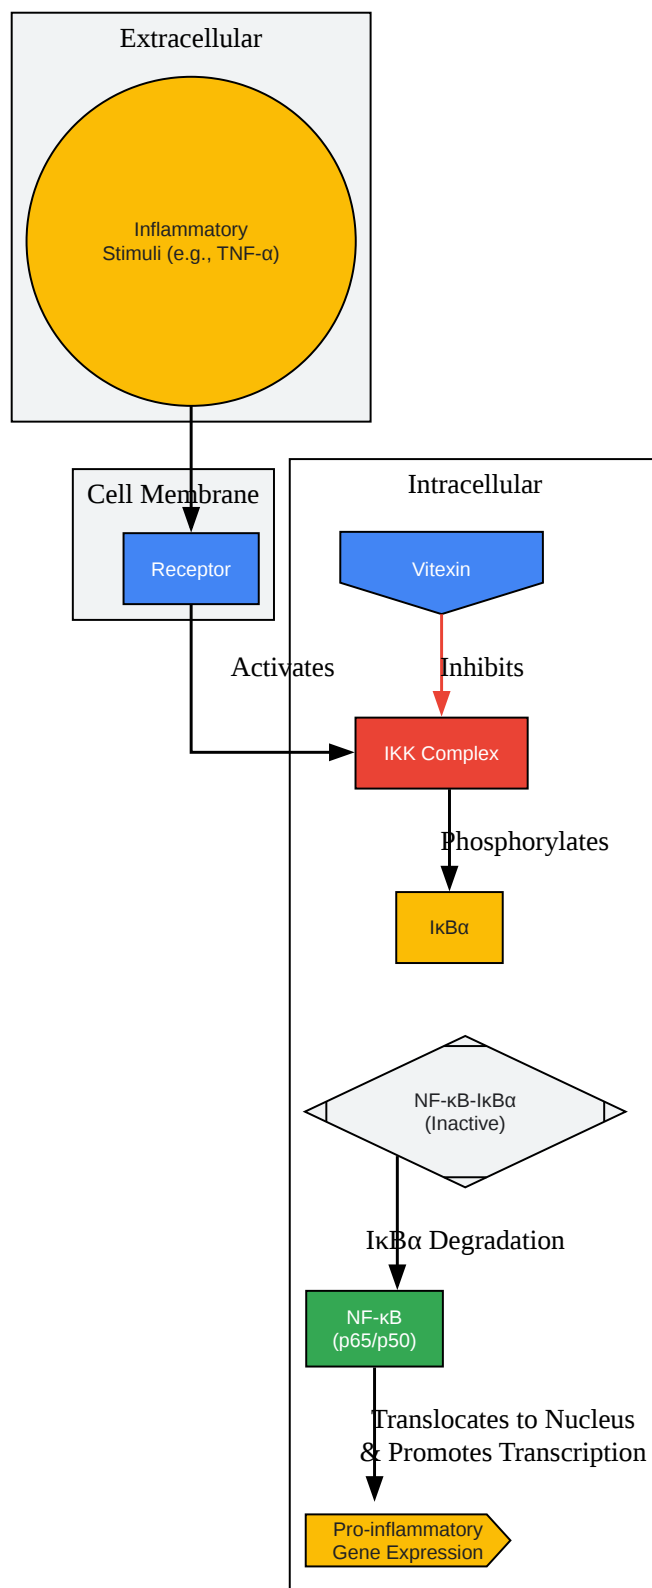 Extracellular
Inflammatory
Stimuli (e.g., TNF-α)
Cell Membrane
Receptor
Intracellular
Vitexin
Activates
Inhibits
IKK Complex
Phosphorylates
IκBα
NF-κB-IκBα
(Inactive)
IκBα Degradation
NF-κB
(p65/p50)
Translocates to Nucleus
& Promotes Transcription
Pro-inflammatory
Gene Expression